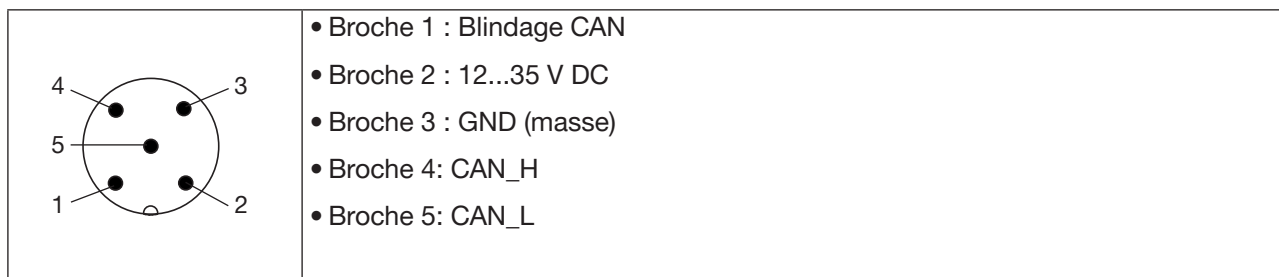 4
3
5
1
2
• Broche 1 : Blindage CAN
• Broche 2 : 12...35 V DC
• Broche 3 : GND (masse)
• Broche 4: CAN_H
• Broche 5: CAN_L